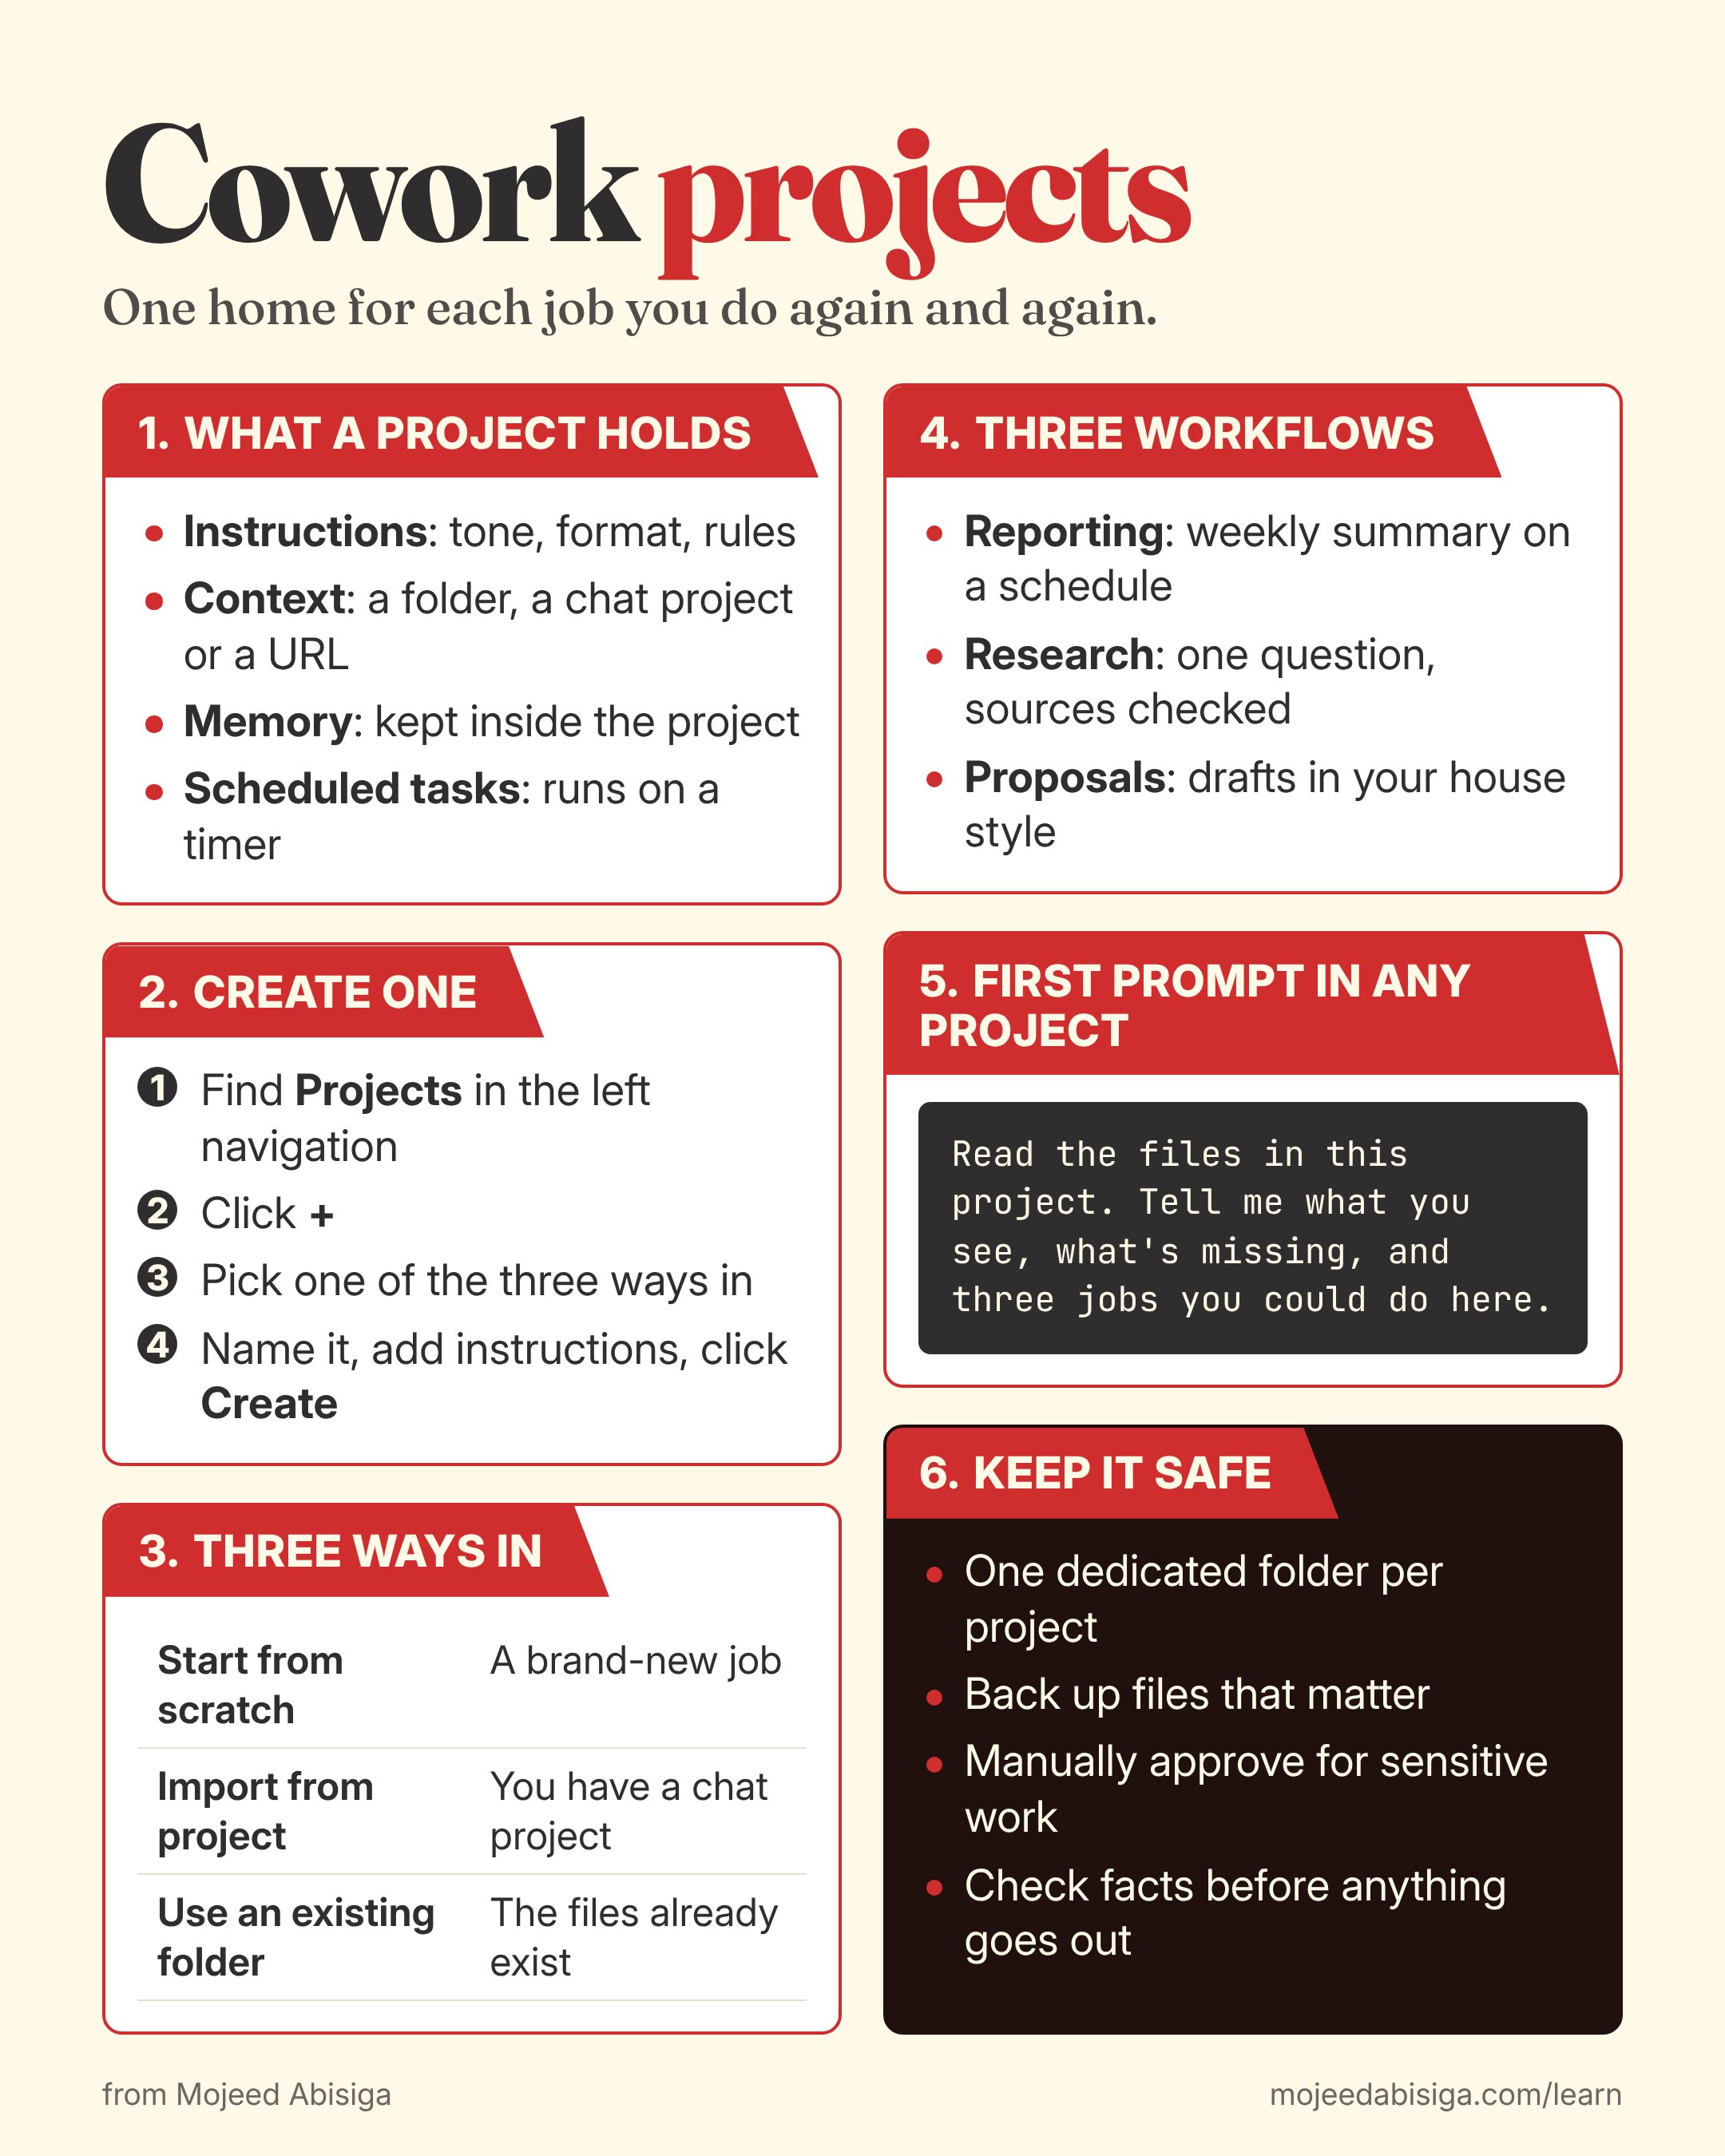 Cowork projects
One home for each job you do again and again.
1. WHAT A PROJECT HOLDS
• Instructions: tone, format, rules
• Context: a folder, a chat project
or a URL
• Memory: kept inside the project
• Scheduled tasks: runs on a
timer
2. CREATE ONE
1 Find Projects in the left
navigation
2 Click +
3 Pick one of the three ways in
4 Name it, add instructions, click
Create
3. THREE WAYS IN
Start from A brand-new job
scratch
Import from You have a chat
project project
Use an existing The files already
folder exist
4. THREE WORKFLOWS
• Reporting: weekly summary on
a schedule
• Research: one question,
sources checked
• Proposals: drafts in your house
style
5. FIRST PROMPT IN ANY
PROJECT
Read the files in this
project. Tell me what you
see, what's missing, and
three jobs you could do here.
6. KEEP IT SAFE
• One dedicated folder per
project
• Back up files that matter
• Manually approve for sensitive
work
• Check facts before anything
goes out
from Mojeed Abisiga
mojeedabisiga.com/learn